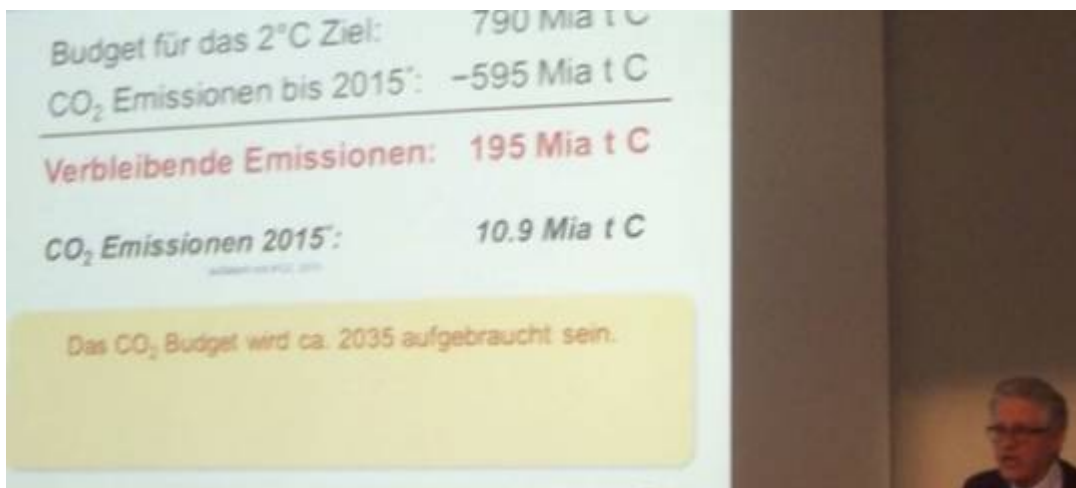 Budget für das 2°C Ziel: 790 Mia t C
CO₂ Emissionen bis 2015*: −595 Mia t C
Verbleibende Emissionen: 195 Mia t C
CO₂ Emissionen 2015*: 10.9 Mia t C
Das CO₂ Budget wird ca. 2035 aufgebraucht sein.